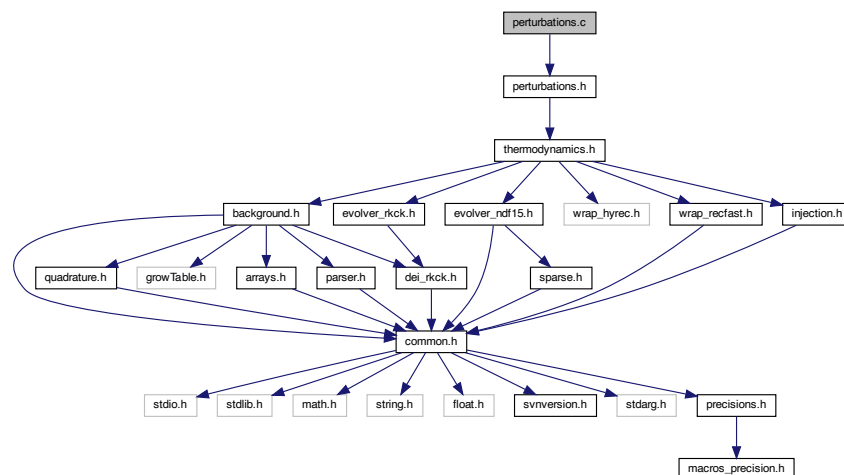 perturbations.c
perturbations.h
thermodynamics.h
background.h
evolver_rkck.h
evolver_ndf15.h
wrap_hyrec.h
wrap_recfast.h
injection.h
quadrature.h
growTable.h
arrays.h
parser.h
dei_rkck.h
sparse.h
common.h
stdio.h
stdlib.h
math.h
string.h
float.h
svnversion.h
stdarg.h
precisions.h
macros_precision.h